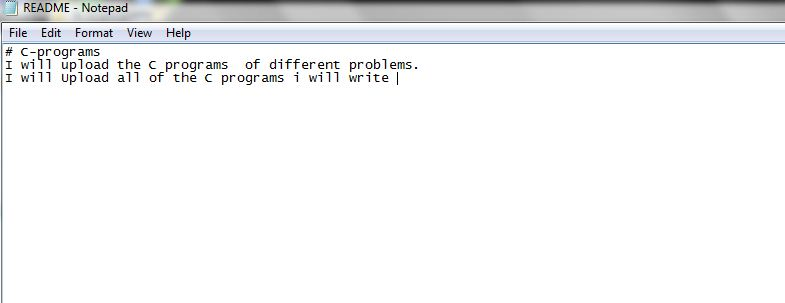 README - Notepad
File Edit Format View Help
# C-programs
I will upload the C programs  of different problems.
I will Upload all of the C programs i will write